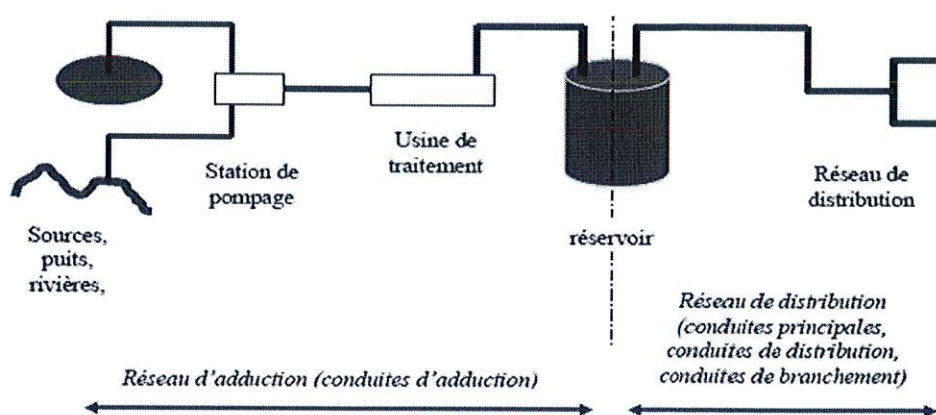 Sources,
puits,
rivières,
Station de
pompage
Usine de
traitement
réservoir
Réseau de
distribution
Réseau d'adduction (conduites d'adduction)
Réseau de distribution
(conduites principales,
conduites de distribution,
conduites de branchement)